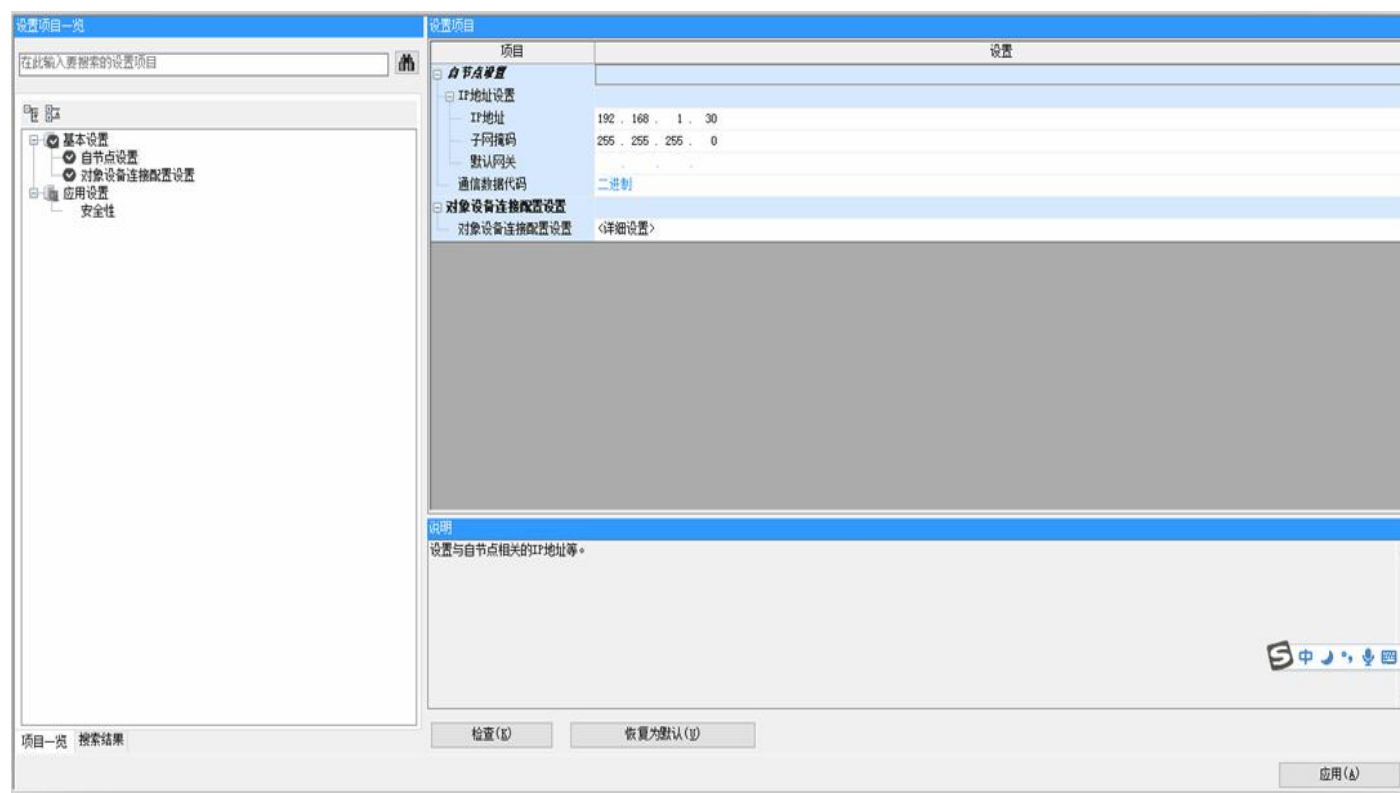 设置项目一览
在此输入要搜索的设置项目
基本设置
自节点设置
对象设备连接配置设置
应用设置
安全性
项目一览 搜索结果
设置项目
项目 设置
自节点设置
IP地址设置
IP地址 192 . 168 . 1 . 30
子网掩码 255 . 255 . 255 . 0
默认网关 . . .
通信数据代码 二进制
对象设备连接配置设置
对象设备连接配置设置 <详细设置>
说明
设置与自节点相关的IP地址等。
中
检查(K) 恢复为默认(U)
应用(A)